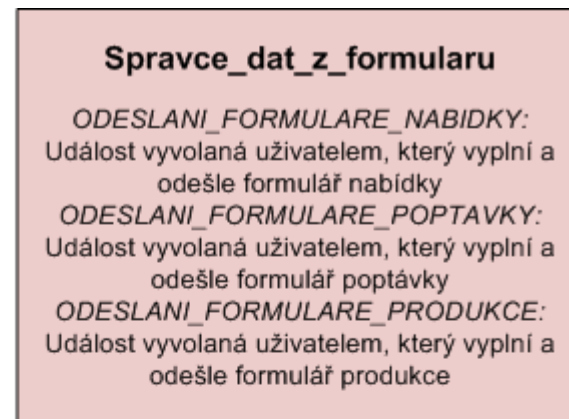 Spravce_dat_z_formularu
ODESLANI_FORMULARE_NABIDKY:
Událost vyvolaná uživatelem, který vyplní a
odešle formulář nabídky
ODESLANI_FORMULARE_POPTAVKY:
Událost vyvolaná uživatelem, který vyplní a
odešle formulář poptávky
ODESLANI_FORMULARE_PRODUKCE:
Událost vyvolaná uživatelem, který vyplní a
odešle formulář produkce